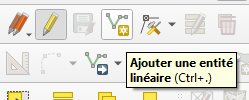 Ajouter une entité
linéaire (Ctrl+.)